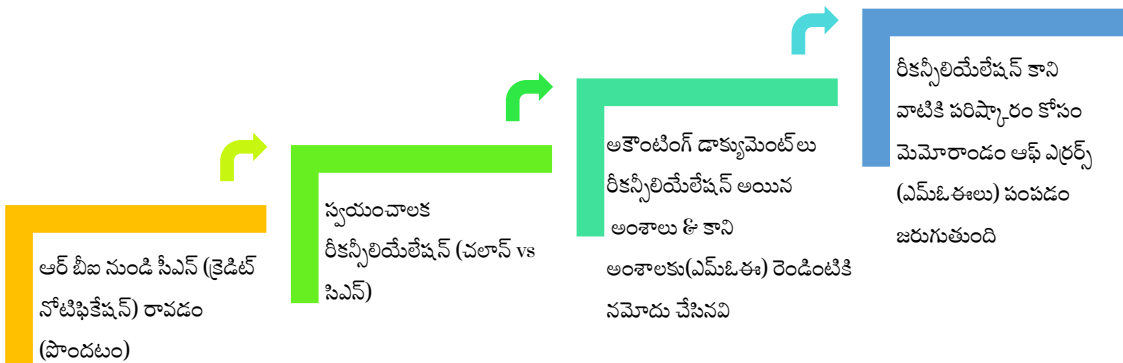 ఆర్ బీఐ నుండి సీఎన్ (క్రెడిట్
నోటిఫికేషన్) రావడం
(పొందటం)
స్వయంచాలక
రీకన్సీలియేలేషన్ (చలాన్ vs
సిఎన్)
అకౌంటింగ్ డాక్యుమెంట్‌లు
రీకన్సీలియేలేషన్ అయిన
అంశాలు & కాని
అంశాలకు(ఎమ్ఓఈ) రెండింటికి
నమోదు చేసినవి
రీకన్సీలియేలేషన్ కాని
వాటికి పరిష్కారం కోసం
మెమోరాండం ఆఫ్ ఎర్రర్స్
(ఎమ్ఓఈలు) పంపడం
జరుగుతుంది